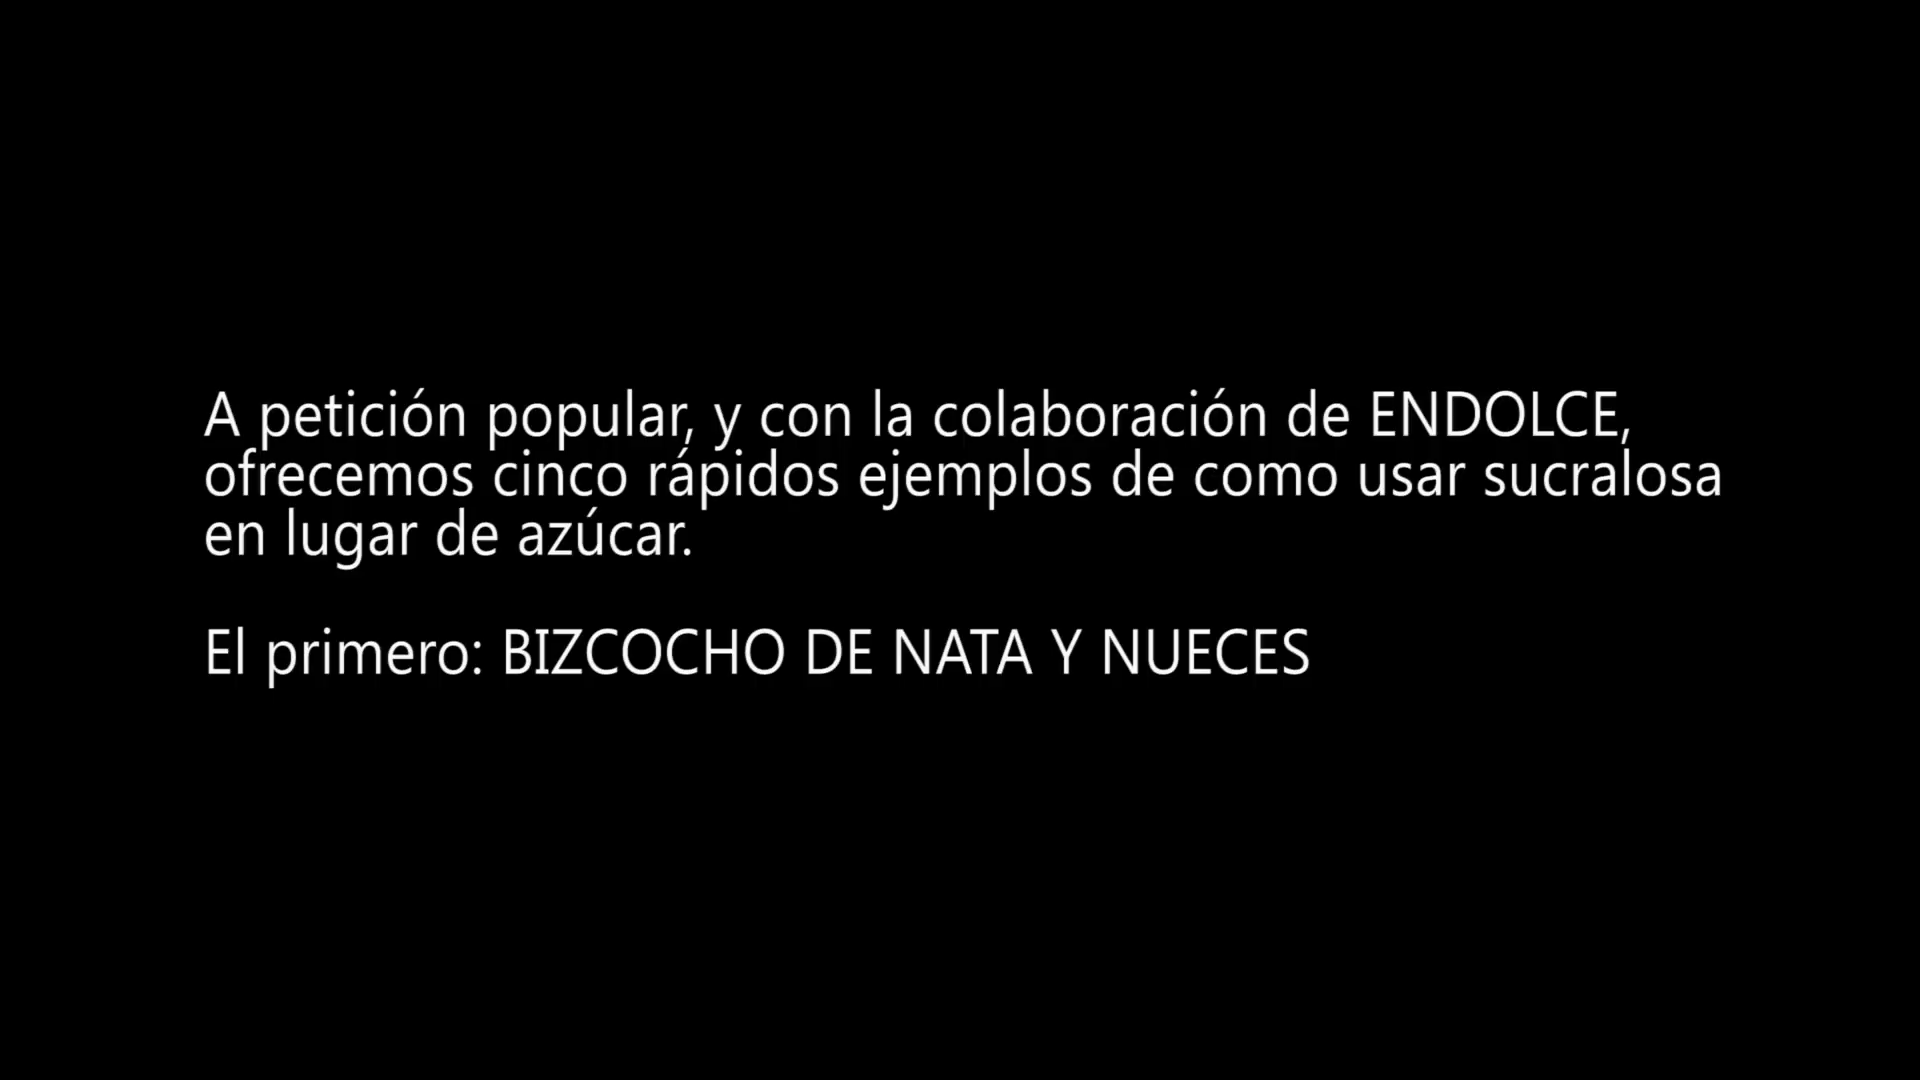 A petición popular, y con la colaboración de ENDOLCE,
ofrecemos cinco rápidos ejemplos de como usar sucralosa
en lugar de azúcar.
El primero: BIZCOCHO DE NATA Y NUECES